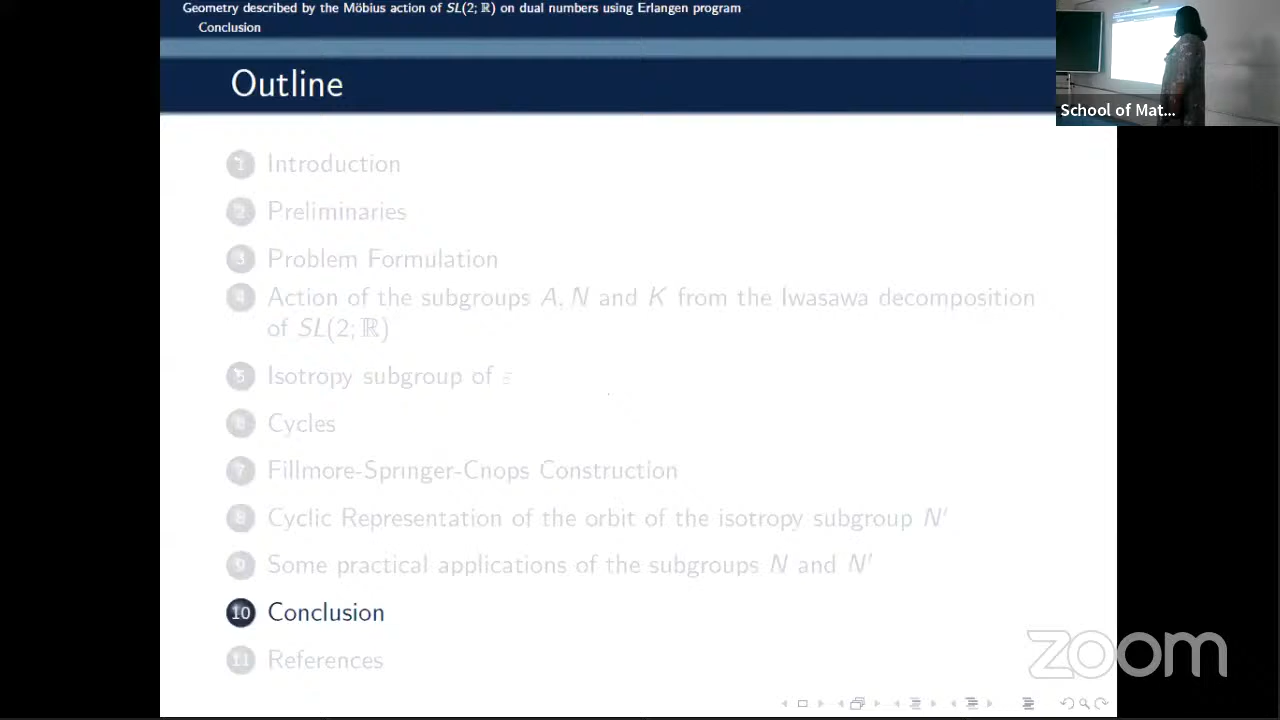 Geometry described by the Möbius action of SL(2; ℝ) on dual numbers using Erlangen program
Conclusion
Outline
School of Mat...
1 Introduction
2 Preliminaries
3 Problem Formulation
4 Action of the subgroups A, N and K from the Iwasawa decomposition
of SL(2; ℝ)
5 Isotropy subgroup of ε
6 Cycles
7 Fillmore-Springer-Cnops Construction
8 Cyclic Representation of the orbit of the isotropy subgroup N′
9 Some practical applications of the subgroups N and N′
10 Conclusion
11 References
zoom